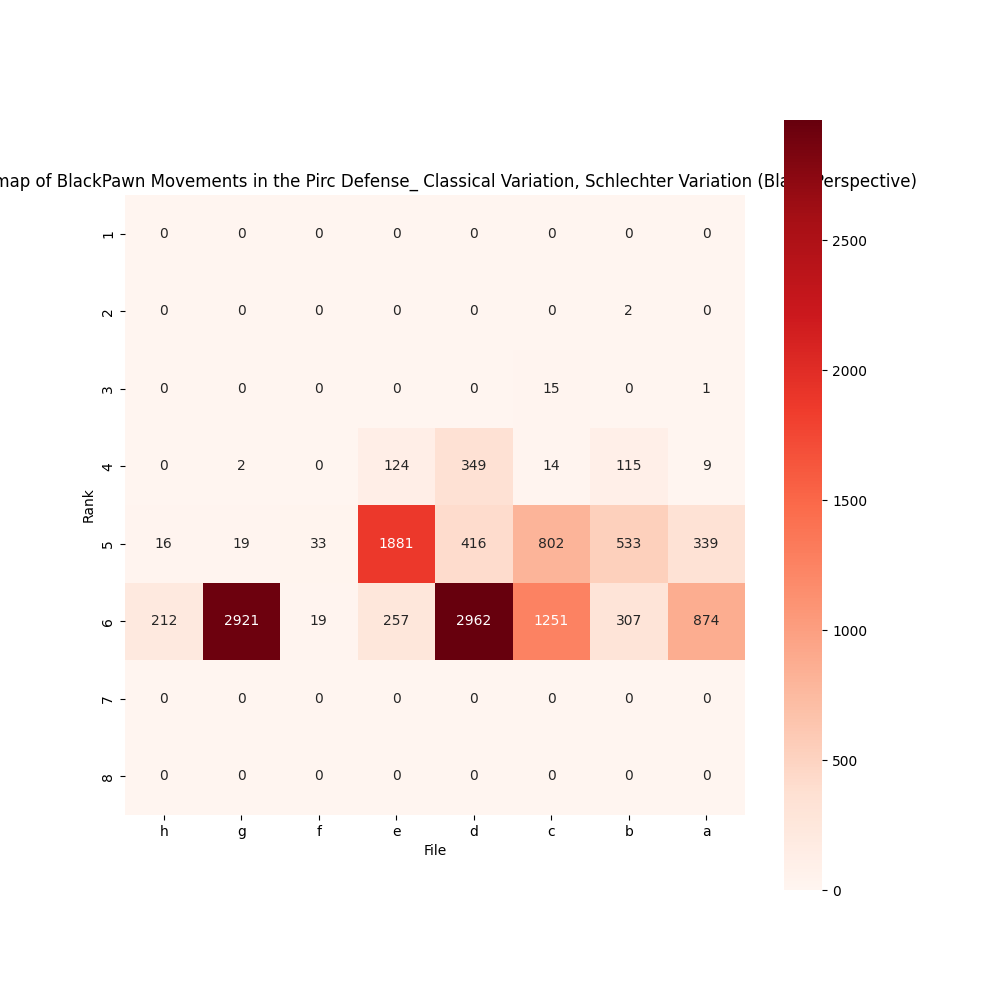 map of BlackPawn Movements in the Pirc Defense_ Classical Variation, Schlechter Variation (Black Perspective)
1 0 0 0 0 0 0 0 0
2 0 0 0 0 0 0 2 0
3 0 0 0 0 0 15 0 1
4 0 2 0 124 349 14 115 9
5 16 19 33 1881 416 802 533 339
6 212 2921 19 257 2962 1251 307 874
7 0 0 0 0 0 0 0 0
8 0 0 0 0 0 0 0 0
Rank
h g f e d c b a
File
2500
2000
1500
1000
500
0